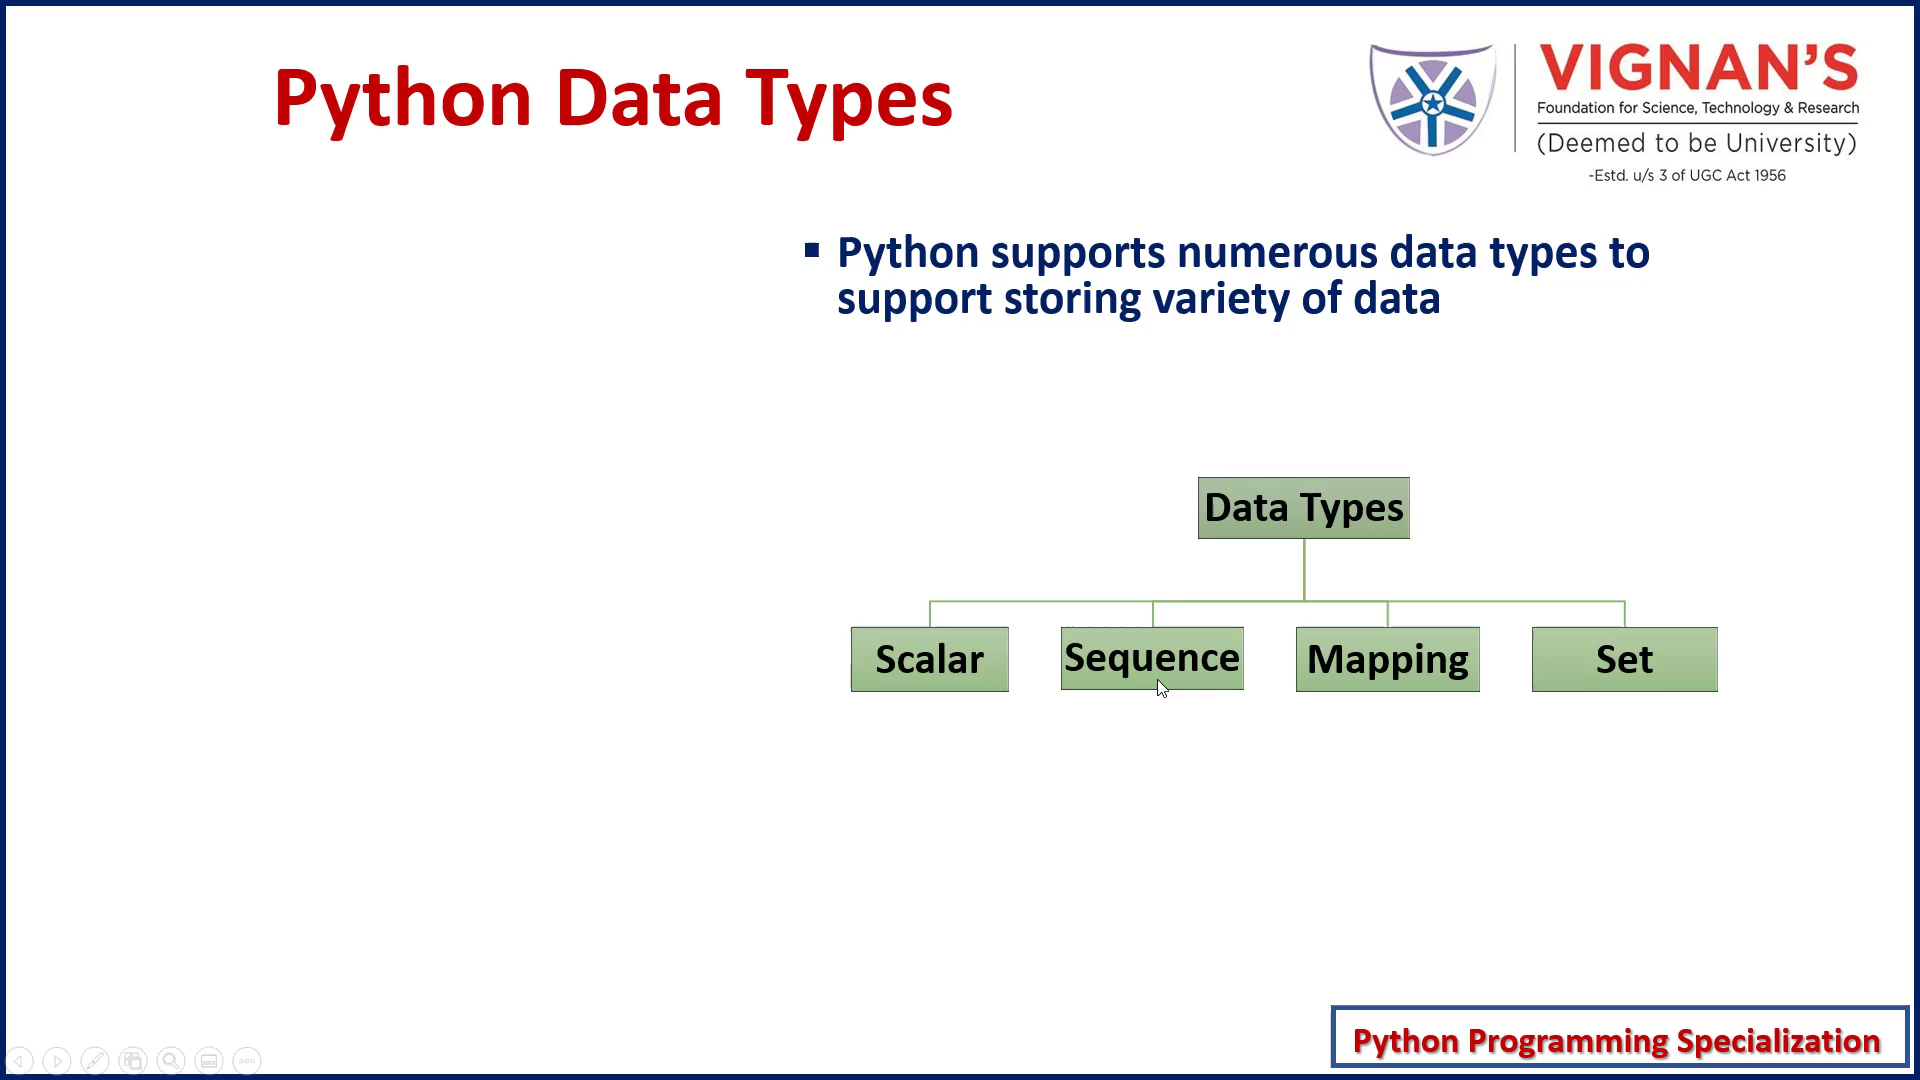 Python Data Types
VIGNAN'S
Foundation for Science, Technology & Research
(Deemed to be University)
-Estd. u/s 3 of UGC Act 1956
▪ Python supports numerous data types to
support storing variety of data
Data Types
Scalar
Sequence
Mapping
Set
Python Programming Specialization